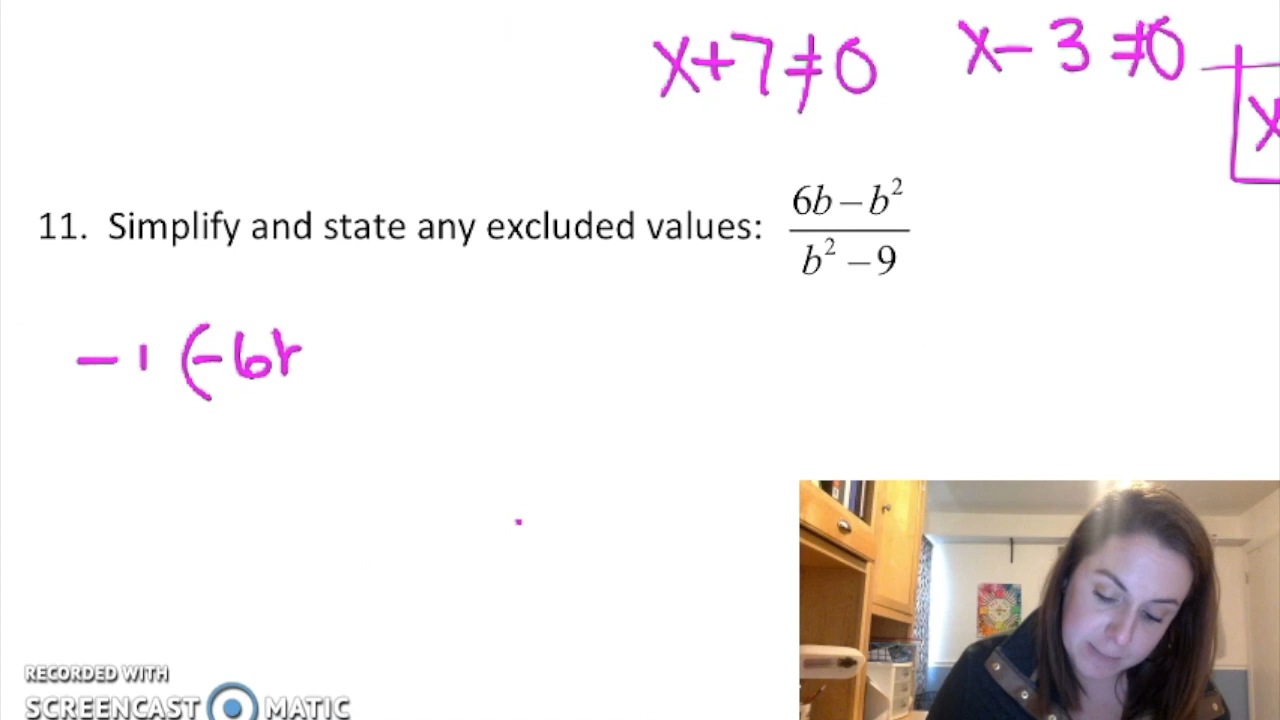 x+7≠0 x-3≠0
x
11. Simplify and state any excluded values: 6b-b²
b²-9
-1 (-6b
RECORDED WITH
SCREENCAST MATIC